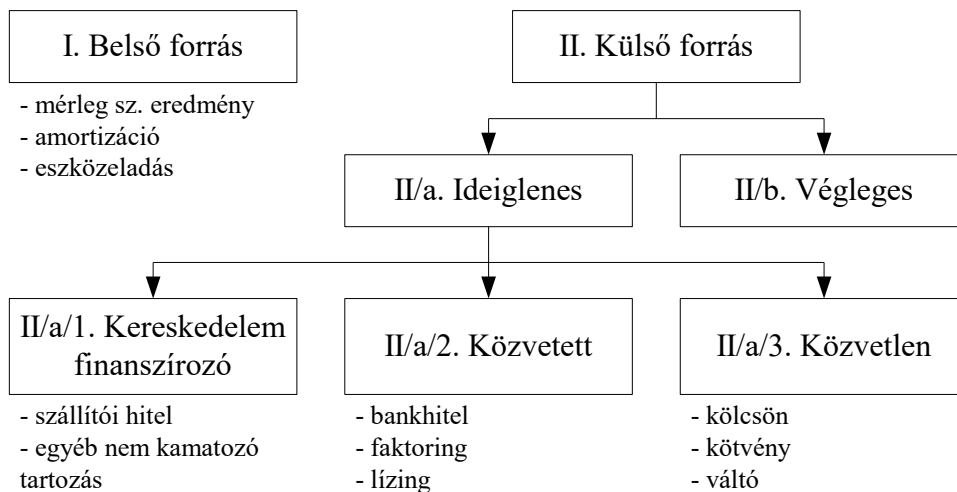 I. Belső forrás
II. Külső forrás
- mérleg sz. eredmény
- amortizáció
- eszközeladás
II/a. Ideiglenes
II/b. Végleges
II/a/1. Kereskedelem
finanszírozó
II/a/2. Közvetett
II/a/3. Közvetlen
- szállítói hitel
- egyéb nem kamatozó
tartozás
- bankhitel
- faktoring
- lízing
- kölcsön
- kötvény
- váltó